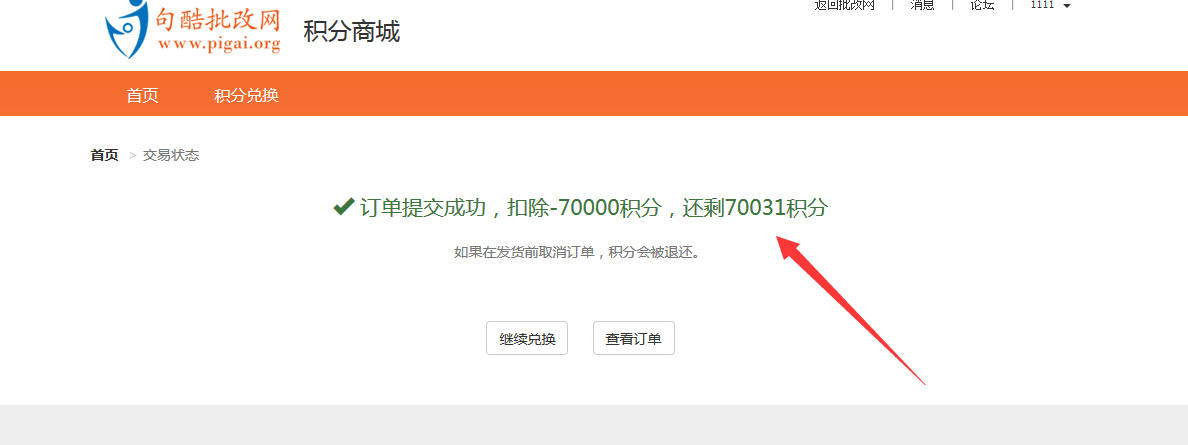 返回批改网 | 消息 | 论坛 | 1111
句酷批改网
www.pigai.org
积分商城
首页 积分兑换
首页 > 交易状态
订单提交成功，扣除-70000积分，还剩70031积分
如果在发货前取消订单，积分会被退还。
继续兑换 查看订单